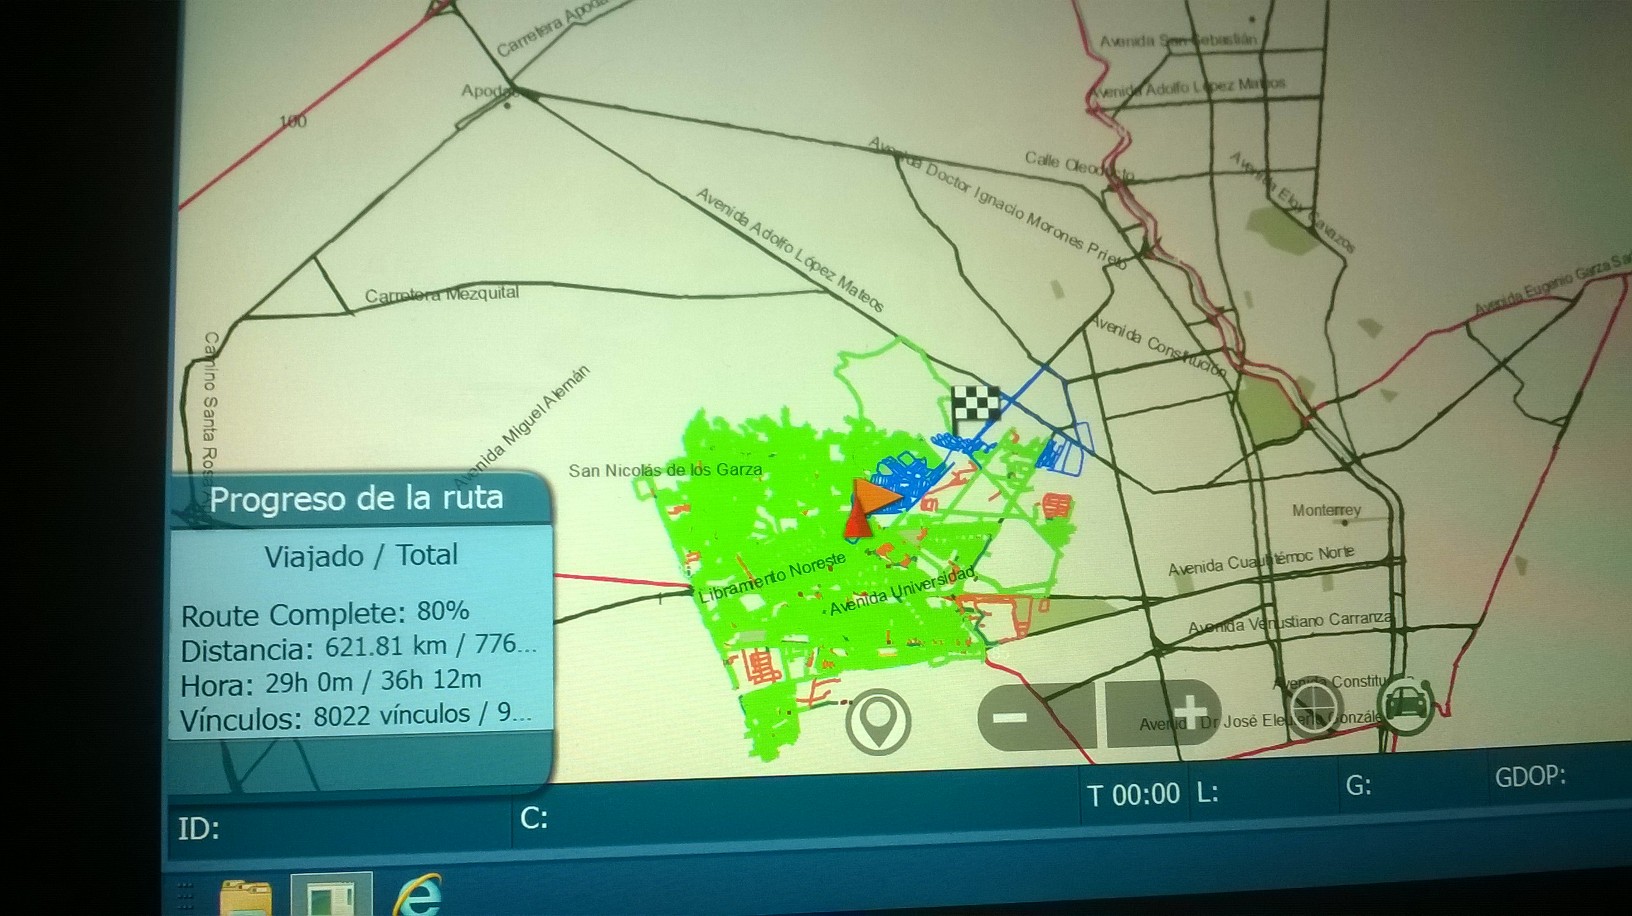 Carretera Apoda
Avenida San Sebastián
Avenida Adolfo López Mateos
Apodaca
100
Calle Oleoducto
Avenida Doctor Ignacio Morones Prieto
Avenida Eloy Cavazos
Avenida Adolfo López Mateos
Carretera Mezquital
Avenida Eugenio Garza Sa
Avenida Constitución
Camino Santa Rosa
Avenida Miguel Alemán
San Nicolás de los Garza
Monterrey
Libramiento Noreste
Avenida Universidad
Avenida Cuauhtémoc Norte
Avenida Venustiano Carranza
Avenida Constitu
Avenid Dr José Eleuterio Gonzále
Progreso de la ruta
Viajado / Total
Route Complete: 80%
Distancia: 621.81 km / 776...
Hora: 29h 0m / 36h 12m
Vínculos: 8022 vínculos / 9...
ID:
C:
T 00:00
L:
G:
GDOP: